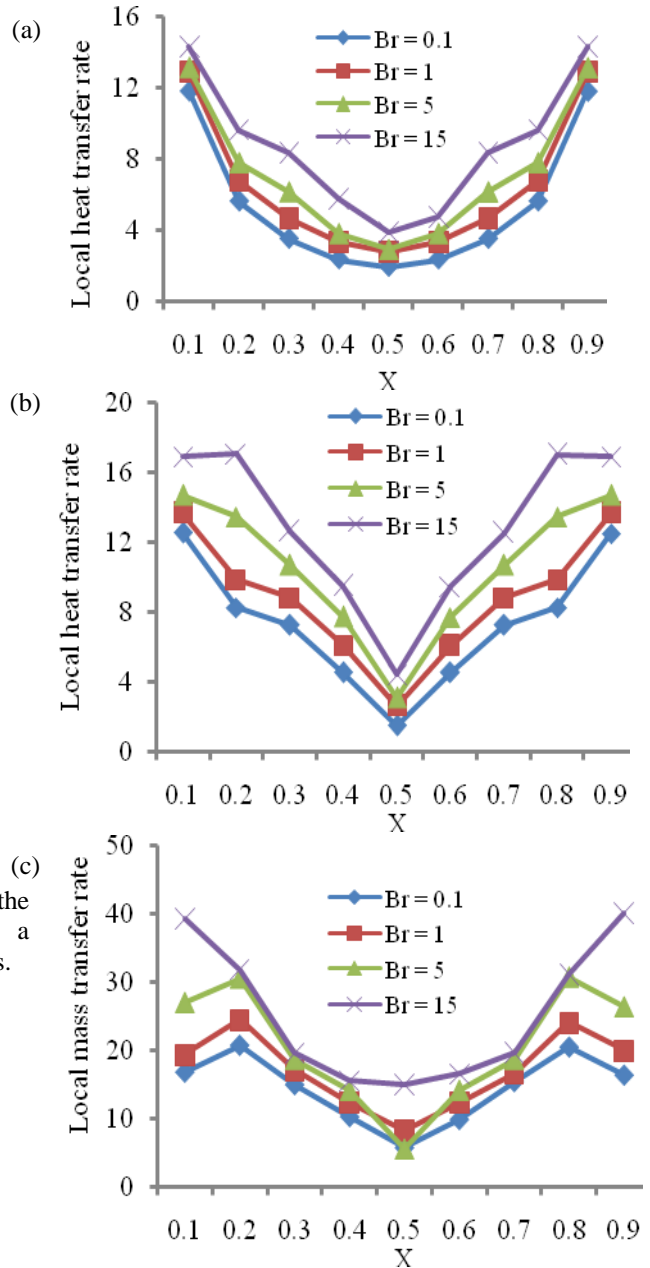 (a)
Local heat transfer rate
16
12
8
4
0
Br = 0.1
Br = 1
Br = 5
Br = 15
0.1 0.2 0.3 0.4 0.5 0.6 0.7 0.8 0.9
X
(b)
Local heat transfer rate
20
16
12
8
4
0
Br = 0.1
Br = 1
Br = 5
Br = 15
0.1 0.2 0.3 0.4 0.5 0.6 0.7 0.8 0.9
X
(c)
the
a
s.
Local mass transfer rate
50
40
30
20
10
0
Br = 0.1
Br = 1
Br = 5
Br = 15
0.1 0.2 0.3 0.4 0.5 0.6 0.7 0.8 0.9
X